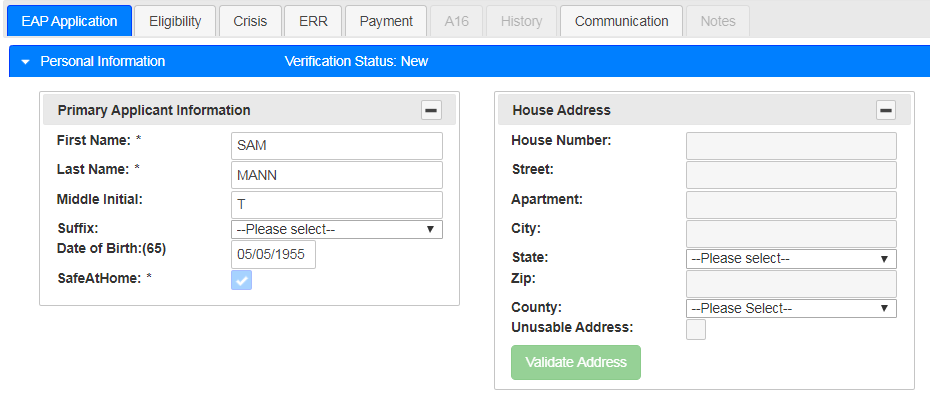 EAP Application Eligibility Crisis ERR Payment A16 History Communication Notes
Personal Information Verification Status: New
Primary Applicant Information
First Name: * SAM
Last Name: * MANN
Middle Initial: T
Suffix: --Please select--
Date of Birth:(65) 05/05/1955
SafeAtHome: *
House Address
House Number:
Street:
Apartment:
City:
State: --Please select--
Zip:
County: --Please Select--
Unusable Address:
Validate Address